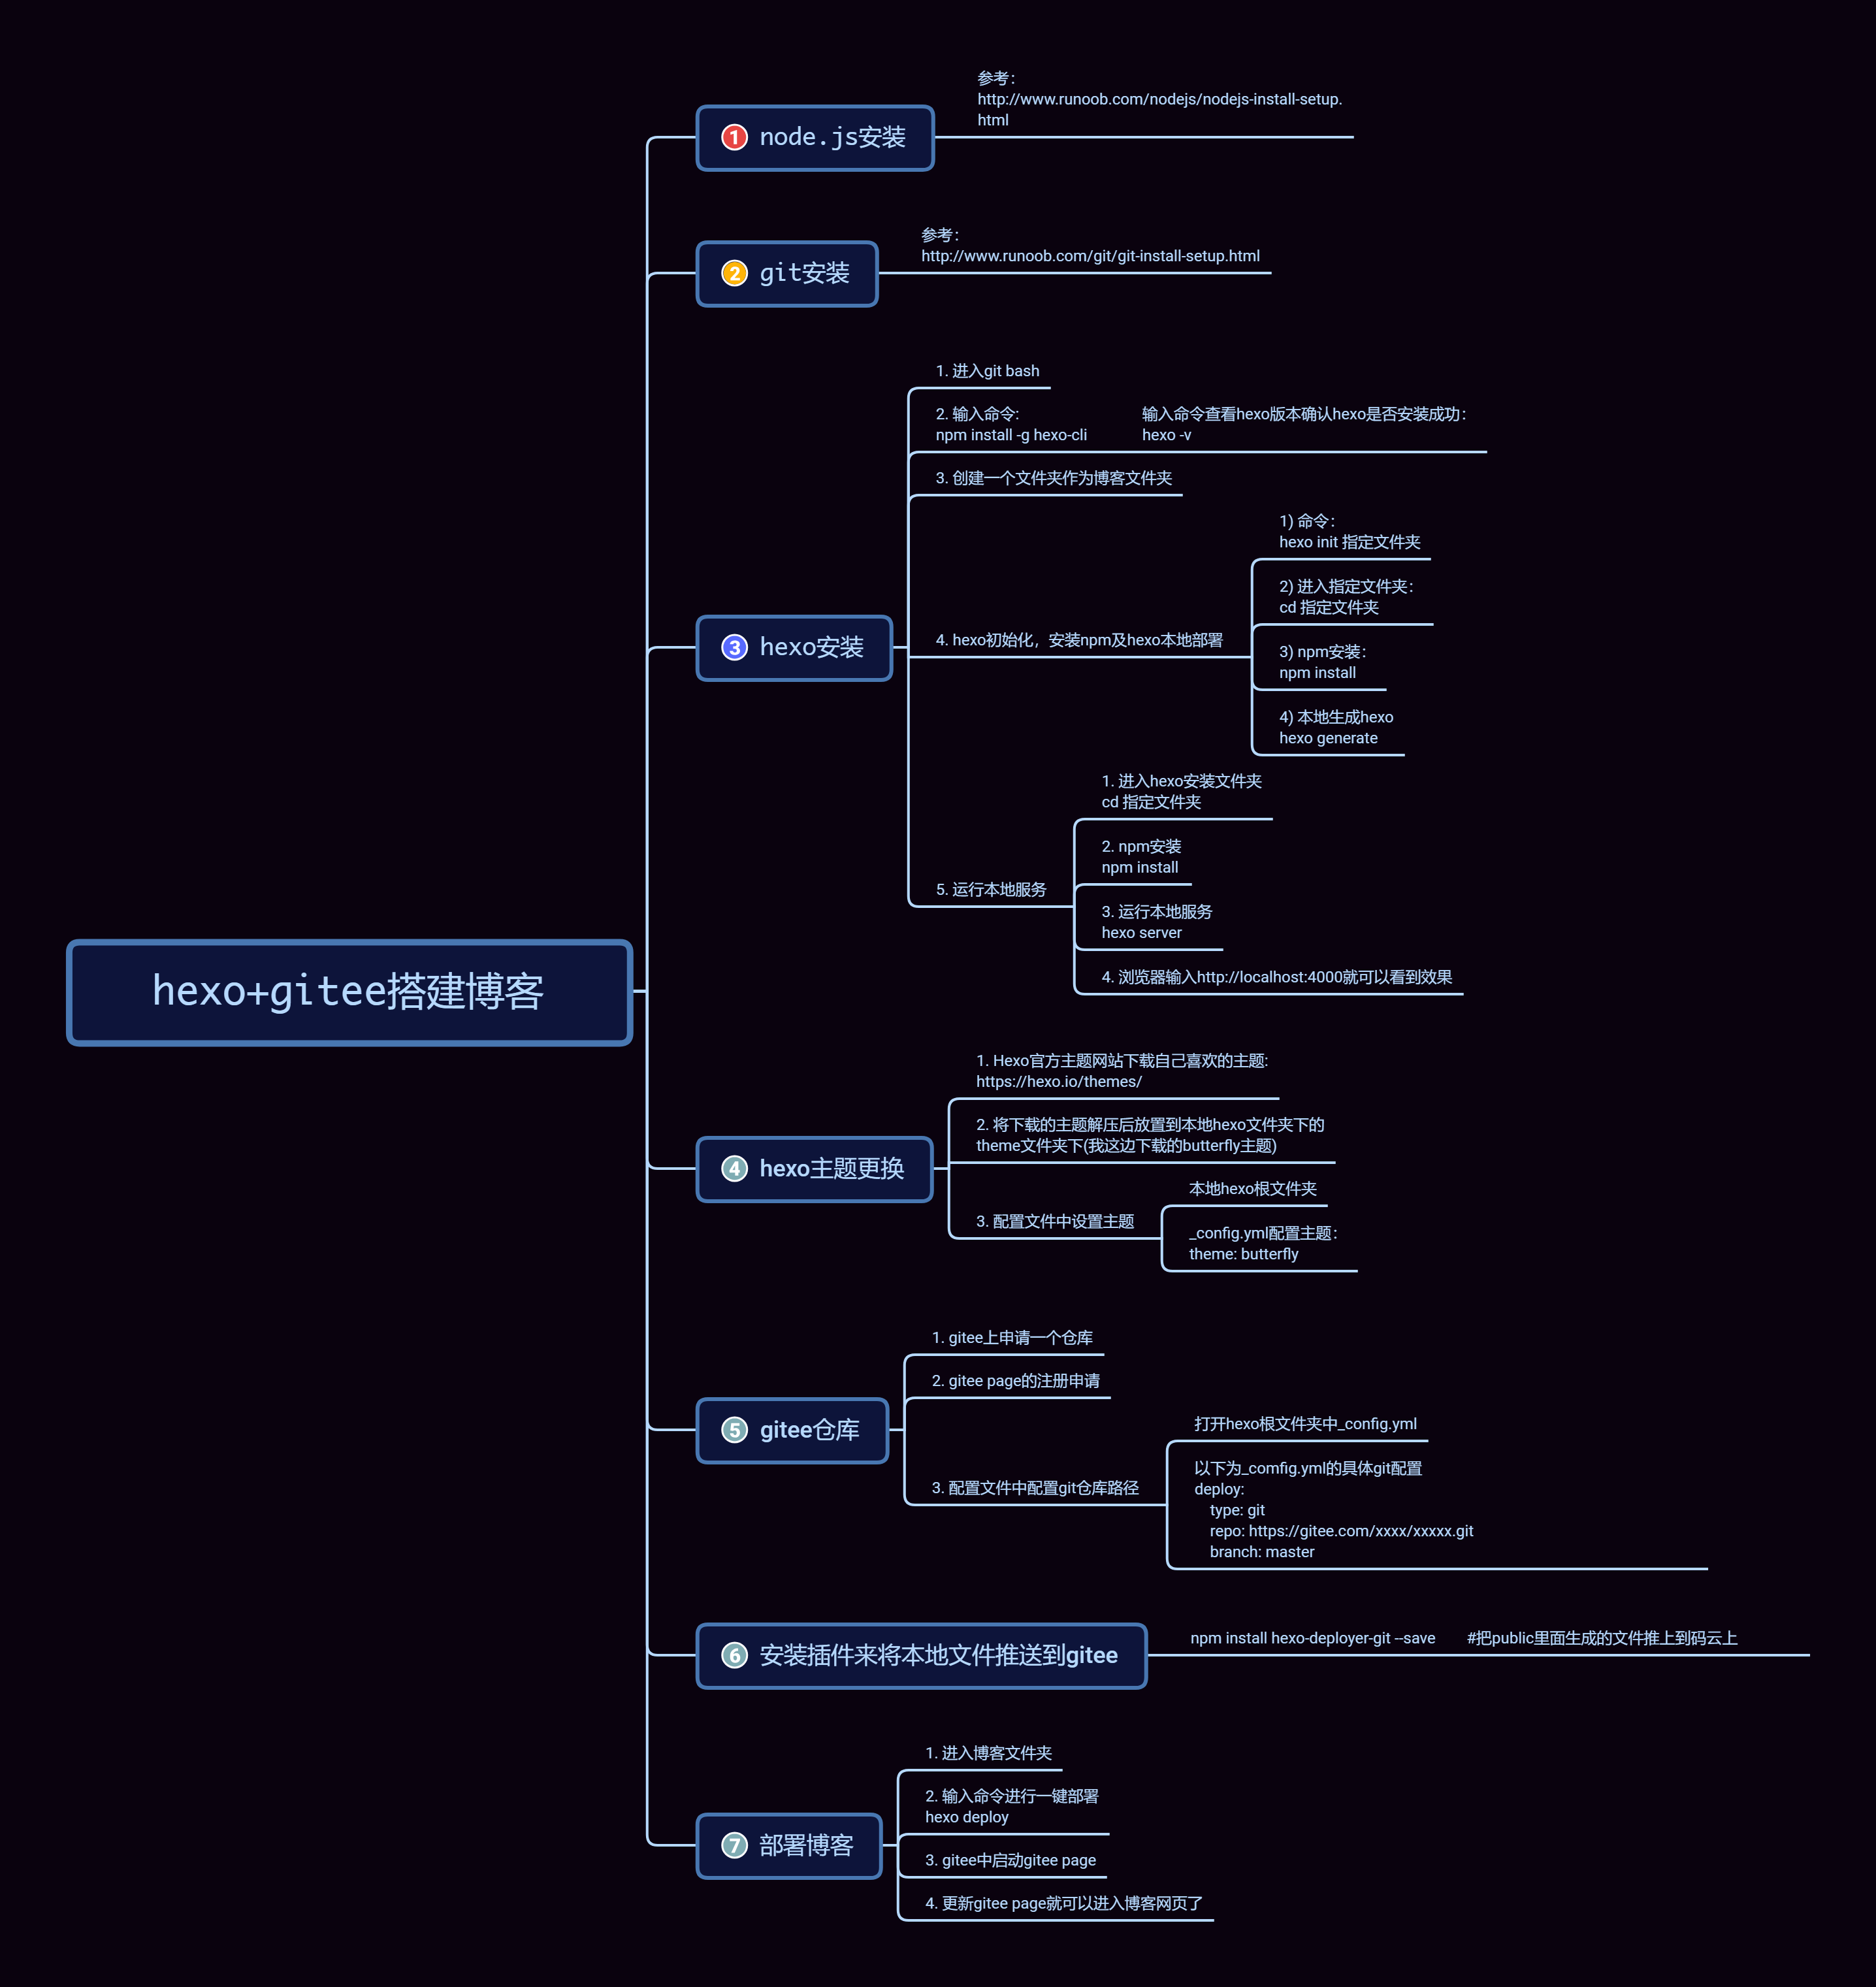 hexo+gitee搭建博客
1 node.js安装
参考：
http://www.runoob.com/nodejs/nodejs-install-setup.
html
2 git安装
参考：
http://www.runoob.com/git/git-install-setup.html
3 hexo安装
1. 进入git bash
2. 输入命令:
npm install -g hexo-cli
输入命令查看hexo版本确认hexo是否安装成功：
hexo -v
3. 创建一个文件夹作为博客文件夹
4. hexo初始化，安装npm及hexo本地部署
1) 命令：
hexo init 指定文件夹
2) 进入指定文件夹：
cd 指定文件夹
3) npm安装：
npm install
4) 本地生成hexo
hexo generate
5. 运行本地服务
1. 进入hexo安装文件夹
cd 指定文件夹
2. npm安装
npm install
3. 运行本地服务
hexo server
4. 浏览器输入http://localhost:4000就可以看到效果
4 hexo主题更换
1. Hexo官方主题网站下载自己喜欢的主题:
https://hexo.io/themes/
2. 将下载的主题解压后放置到本地hexo文件夹下的
theme文件夹下(我这边下载的butterfly主题)
3. 配置文件中设置主题
本地hexo根文件夹
_config.yml配置主题：
theme: butterfly
5 gitee仓库
1. gitee上申请一个仓库
2. gitee page的注册申请
3. 配置文件中配置git仓库路径
打开hexo根文件夹中_config.yml
以下为_comfig.yml的具体git配置
deploy:
type: git
repo: https://gitee.com/xxxx/xxxxx.git
branch: master
6 安装插件来将本地文件推送到gitee
npm install hexo-deployer-git --save #把public里面生成的文件推上到码云上
7 部署博客
1. 进入博客文件夹
2. 输入命令进行一键部署
hexo deploy
3. gitee中启动gitee page
4. 更新gitee page就可以进入博客网页了